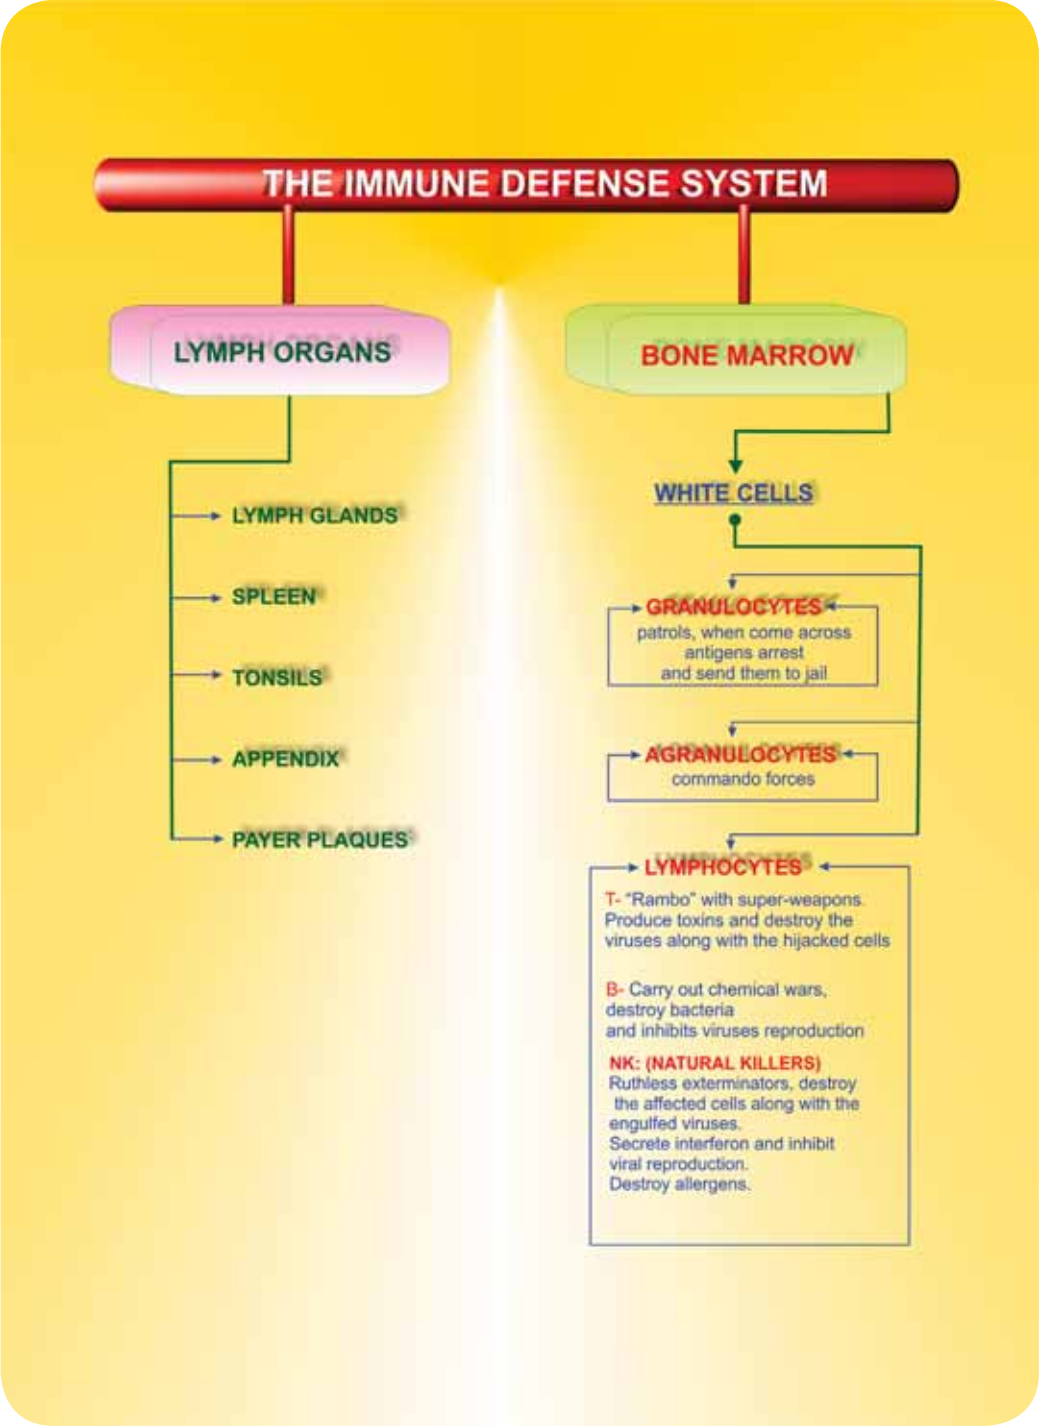 THE IMMUNE DEFENSE SYSTEM
LYMPH ORGANS
LYMPH GLANDS
SPLEEN
TONSILS
APPENDIX
PAYER PLAQUES
BONE MARROW
WHITE CELLS
GRANULOCYTES
patrols, when come across
antigens arrest
and send them to jail
AGRANULOCYTES
commando forces
LYMPHOCYTES
T- “Rambo” with super-weapons.
Produce toxins and destroy the
viruses along with the hijacked cells
B- Carry out chemical wars,
destroy bacteria
and inhibits viruses reproduction
NK: (NATURAL KILLERS)
Ruthless exterminators, destroy
the affected cells along with the
engulfed viruses.
Secrete interferon and inhibit
viral reproduction.
Destroy allergens.